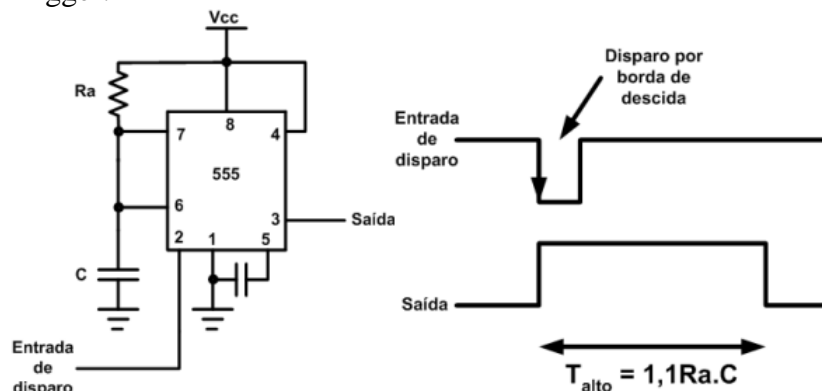 Vcc
Ra
7
8
4
555
6
3
Saída
2
1
5
C
Entrada
de
disparo
Disparo por
borda de
descida
Entrada
de
disparo
Saída
T alto = 1,1Ra.C